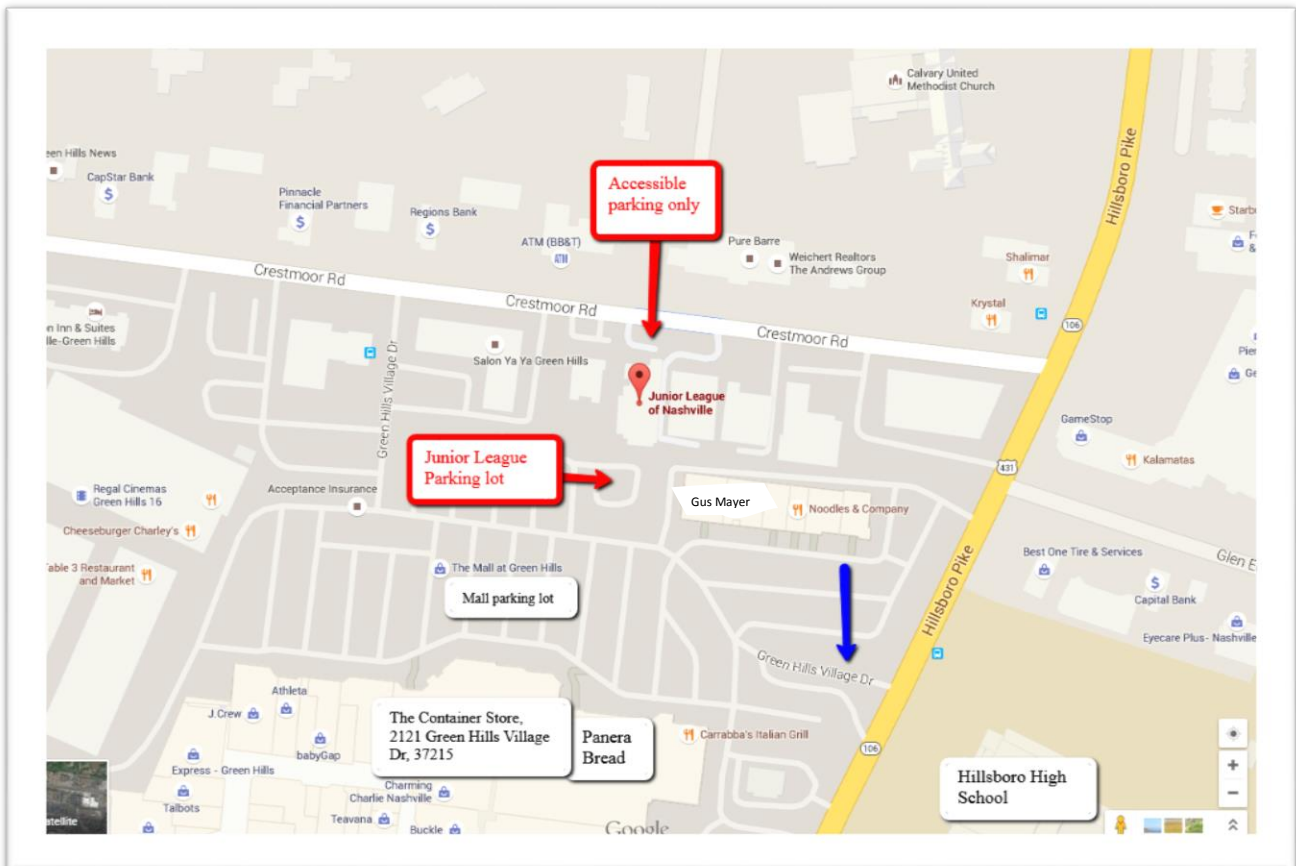 Calvary United
Methodist Church
Hillsboro Pike
een Hills News
CapStar Bank
Pinnacle
Financial Partners
Regions Bank
ATM (BB&T)
ATM
Accessible
parking only
Pure Barre
Weichert Realtors
The Andrews Group
Starb
F
&
Shalimar
Krystal
106
Crestmoor Rd
Crestmoor Rd
Crestmoor Rd
n Inn & Suites
lle-Green Hills
Salon Ya Ya Green Hills
Green Hills Village Dr
Junior League
of Nashville
Pier
Ge
GameStop
Kalamatas
431
Junior League
Parking lot
Regal Cinemas
Green Hills 16
Acceptance Insurance
Cheeseburger Charley's
Gus Mayer
Noodles & Company
Table 3 Restaurant
and Market
The Mall at Green Hills
Mall parking lot
Hillsboro Pike
Best One Tire & Services
Glen E
Capital Bank
Eyecare Plus- Nashville
Green Hills Village Dr
Athleta
J.Crew
babyGap
Express - Green Hills
Talbots
The Container Store,
2121 Green Hills Village
Dr, 37215
Panera
Bread
Carrabba's Italian Grill
106
Charming
Charlie Nashville
Teavana
Buckle
Hillsboro High
School
atellite
Google